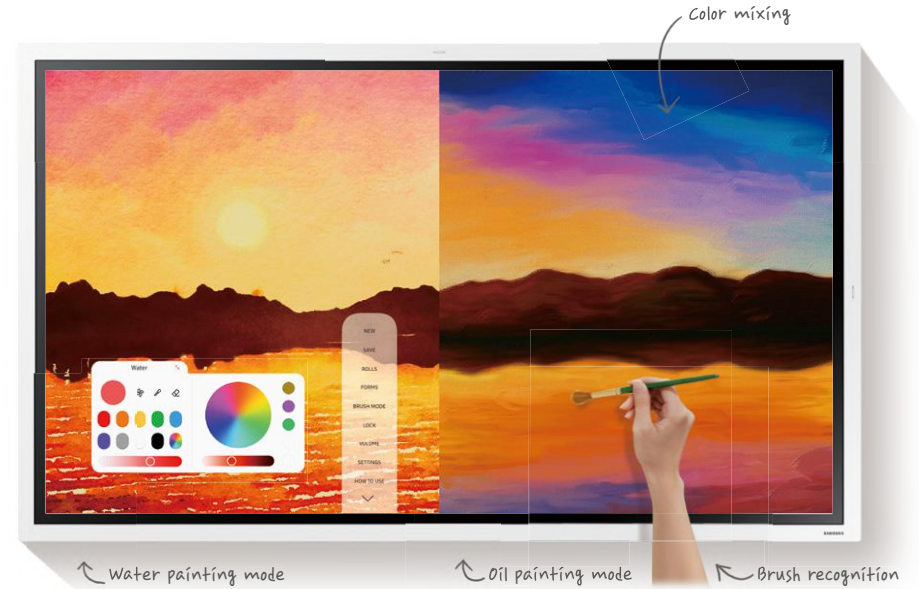 Color mixing
NEW
SAVE
ROLLS
FORMS
BRUSH MODE
LOCK
VOLUME
SETTINGS
HOW TO USE
Water
SAMSUNG
Water painting mode
Oil painting mode
Brush recognition